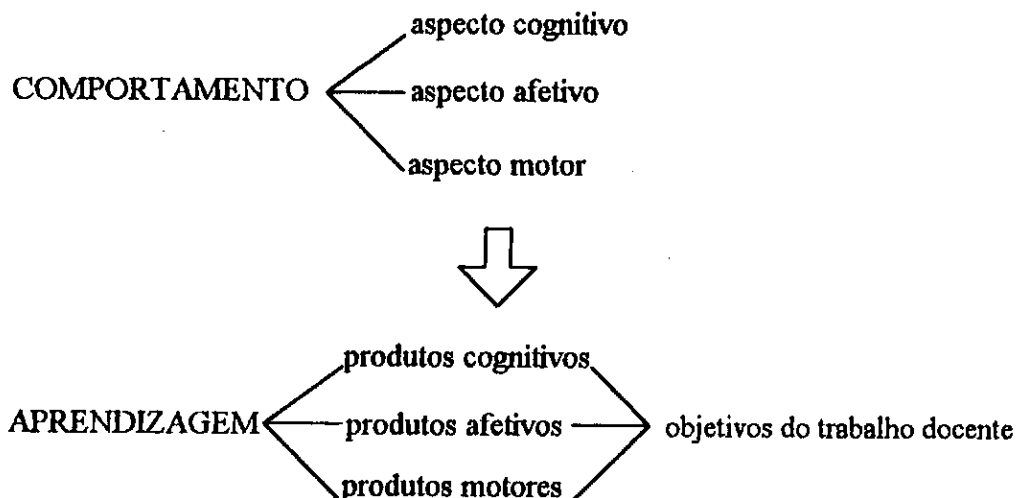 aspecto cognitivo
COMPORTAMENTO aspecto afetivo
aspecto motor
produtos cognitivos
APRENDIZAGEM produtos afetivos objetivos do trabalho docente
produtos motores